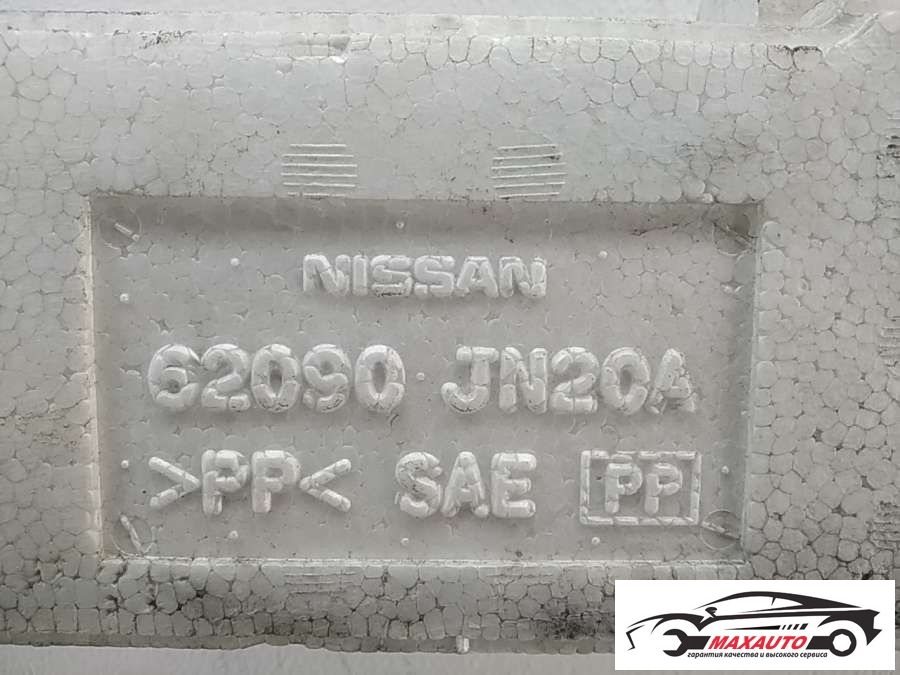 NISSAN
62090 JN20A
>PP< SAE PP
MAXAUTO
гарантия качества и высокого сервиса